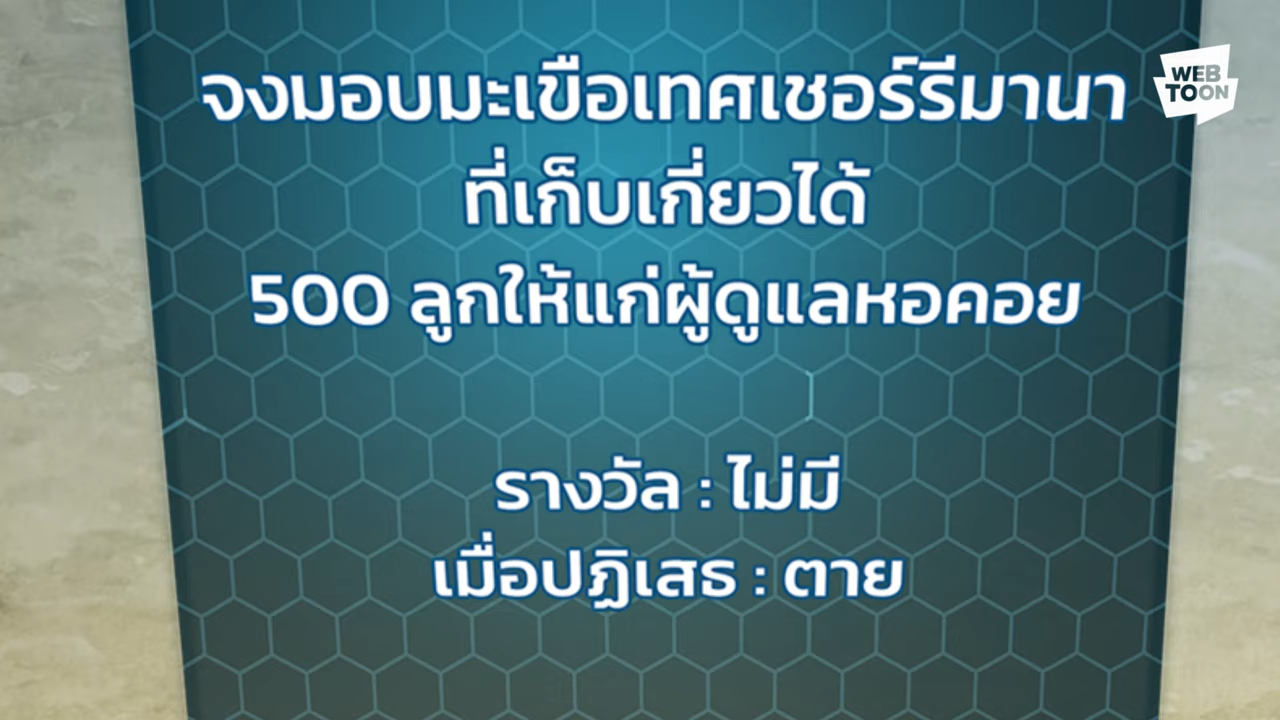 จงมอบมะเขือเทศเชอร์รีมานา
ที่เก็บเกี่ยวได้
500 ลูกให้แก่ผู้ดูแลหอคอย
รางวัล : ไม่มี
เมื่อปฏิเสธ : ตาย
WEB
TOON